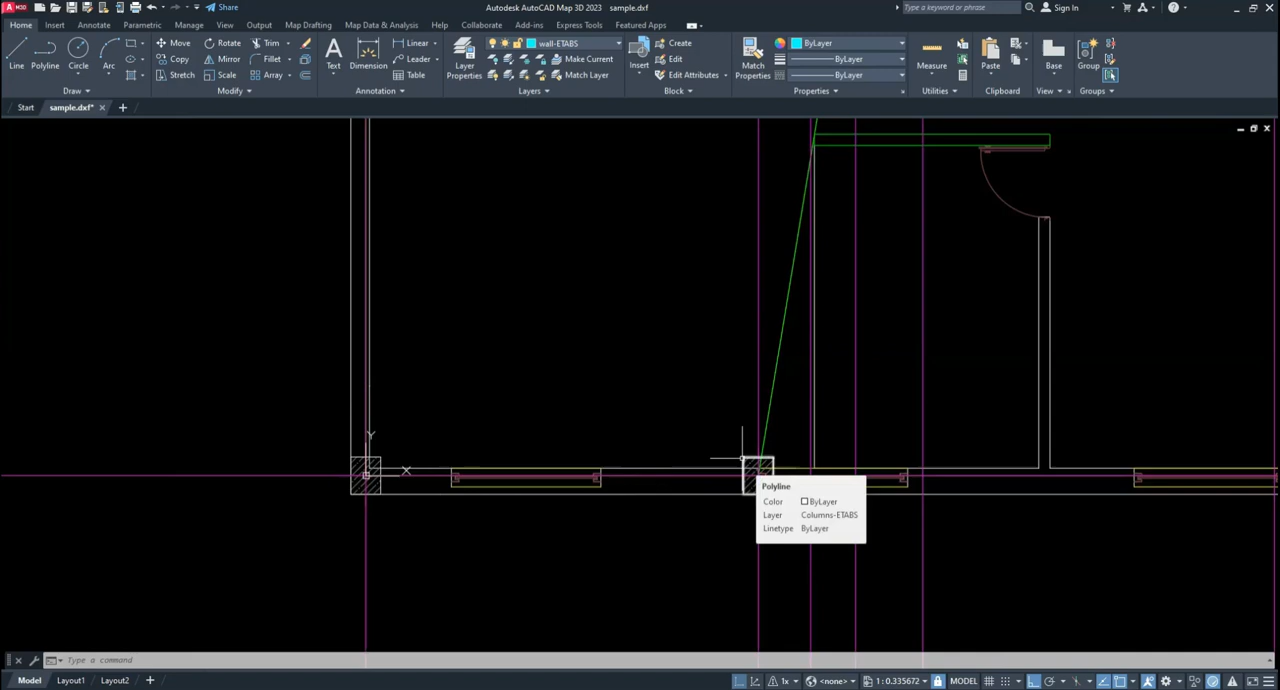 Share
Autodesk AutoCAD Map 3D 2023 sample.dxf
Type a keyword or phrase
Sign In
Home Insert Annotate Parametric Manage View Output Map Drafting Map Data & Analysis Help Collaborate Add-ins Express Tools Featured Apps
Line Polyline Circle Arc
Move Rotate Trim
Copy Mirror Fillet
Stretch Scale Array
Text Dimension
Linear
Leader
Table
Layer Properties
wall-ETABS
Make Current
Match Layer
Insert
Create
Edit
Edit Attributes
Match Properties
ByLayer
ByLayer
ByLayer
Measure
Paste
Base
Group
Draw Modify Annotation Layers Block Properties Utilities Clipboard View Groups
Start sample.dxf*
Y
X
Polyline
Color ByLayer
Layer Columns-ETABS
Linetype ByLayer
Type a command
Model Layout1 Layout2
1x <none> 1 : 0.335672 MODEL